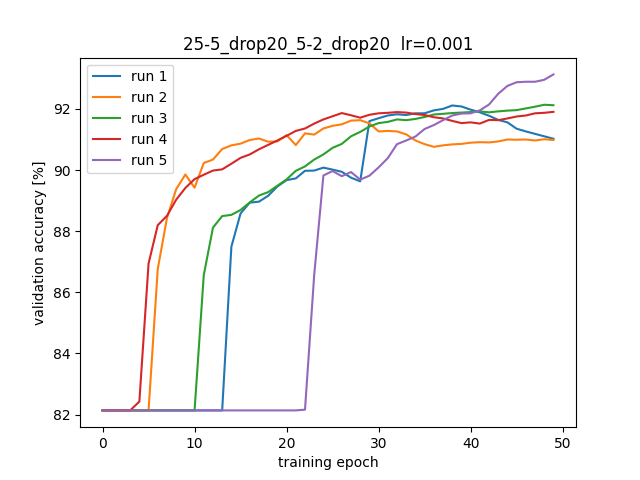 25-5_drop20_5-2_drop20  lr=0.001
run 1
run 2
run 3
run 4
run 5
validation accuracy [%]
92
90
88
86
84
82
0 10 20 30 40 50
training epoch